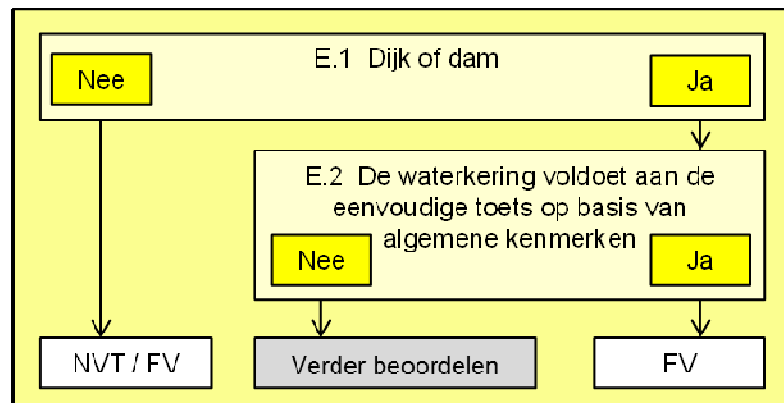 E.1 Dijk of dam
Nee
Ja
E.2 De waterkering voldoet aan de
eenvoudige toets op basis van
algemene kenmerken
Nee
Ja
NVT / FV
Verder beoordelen
FV